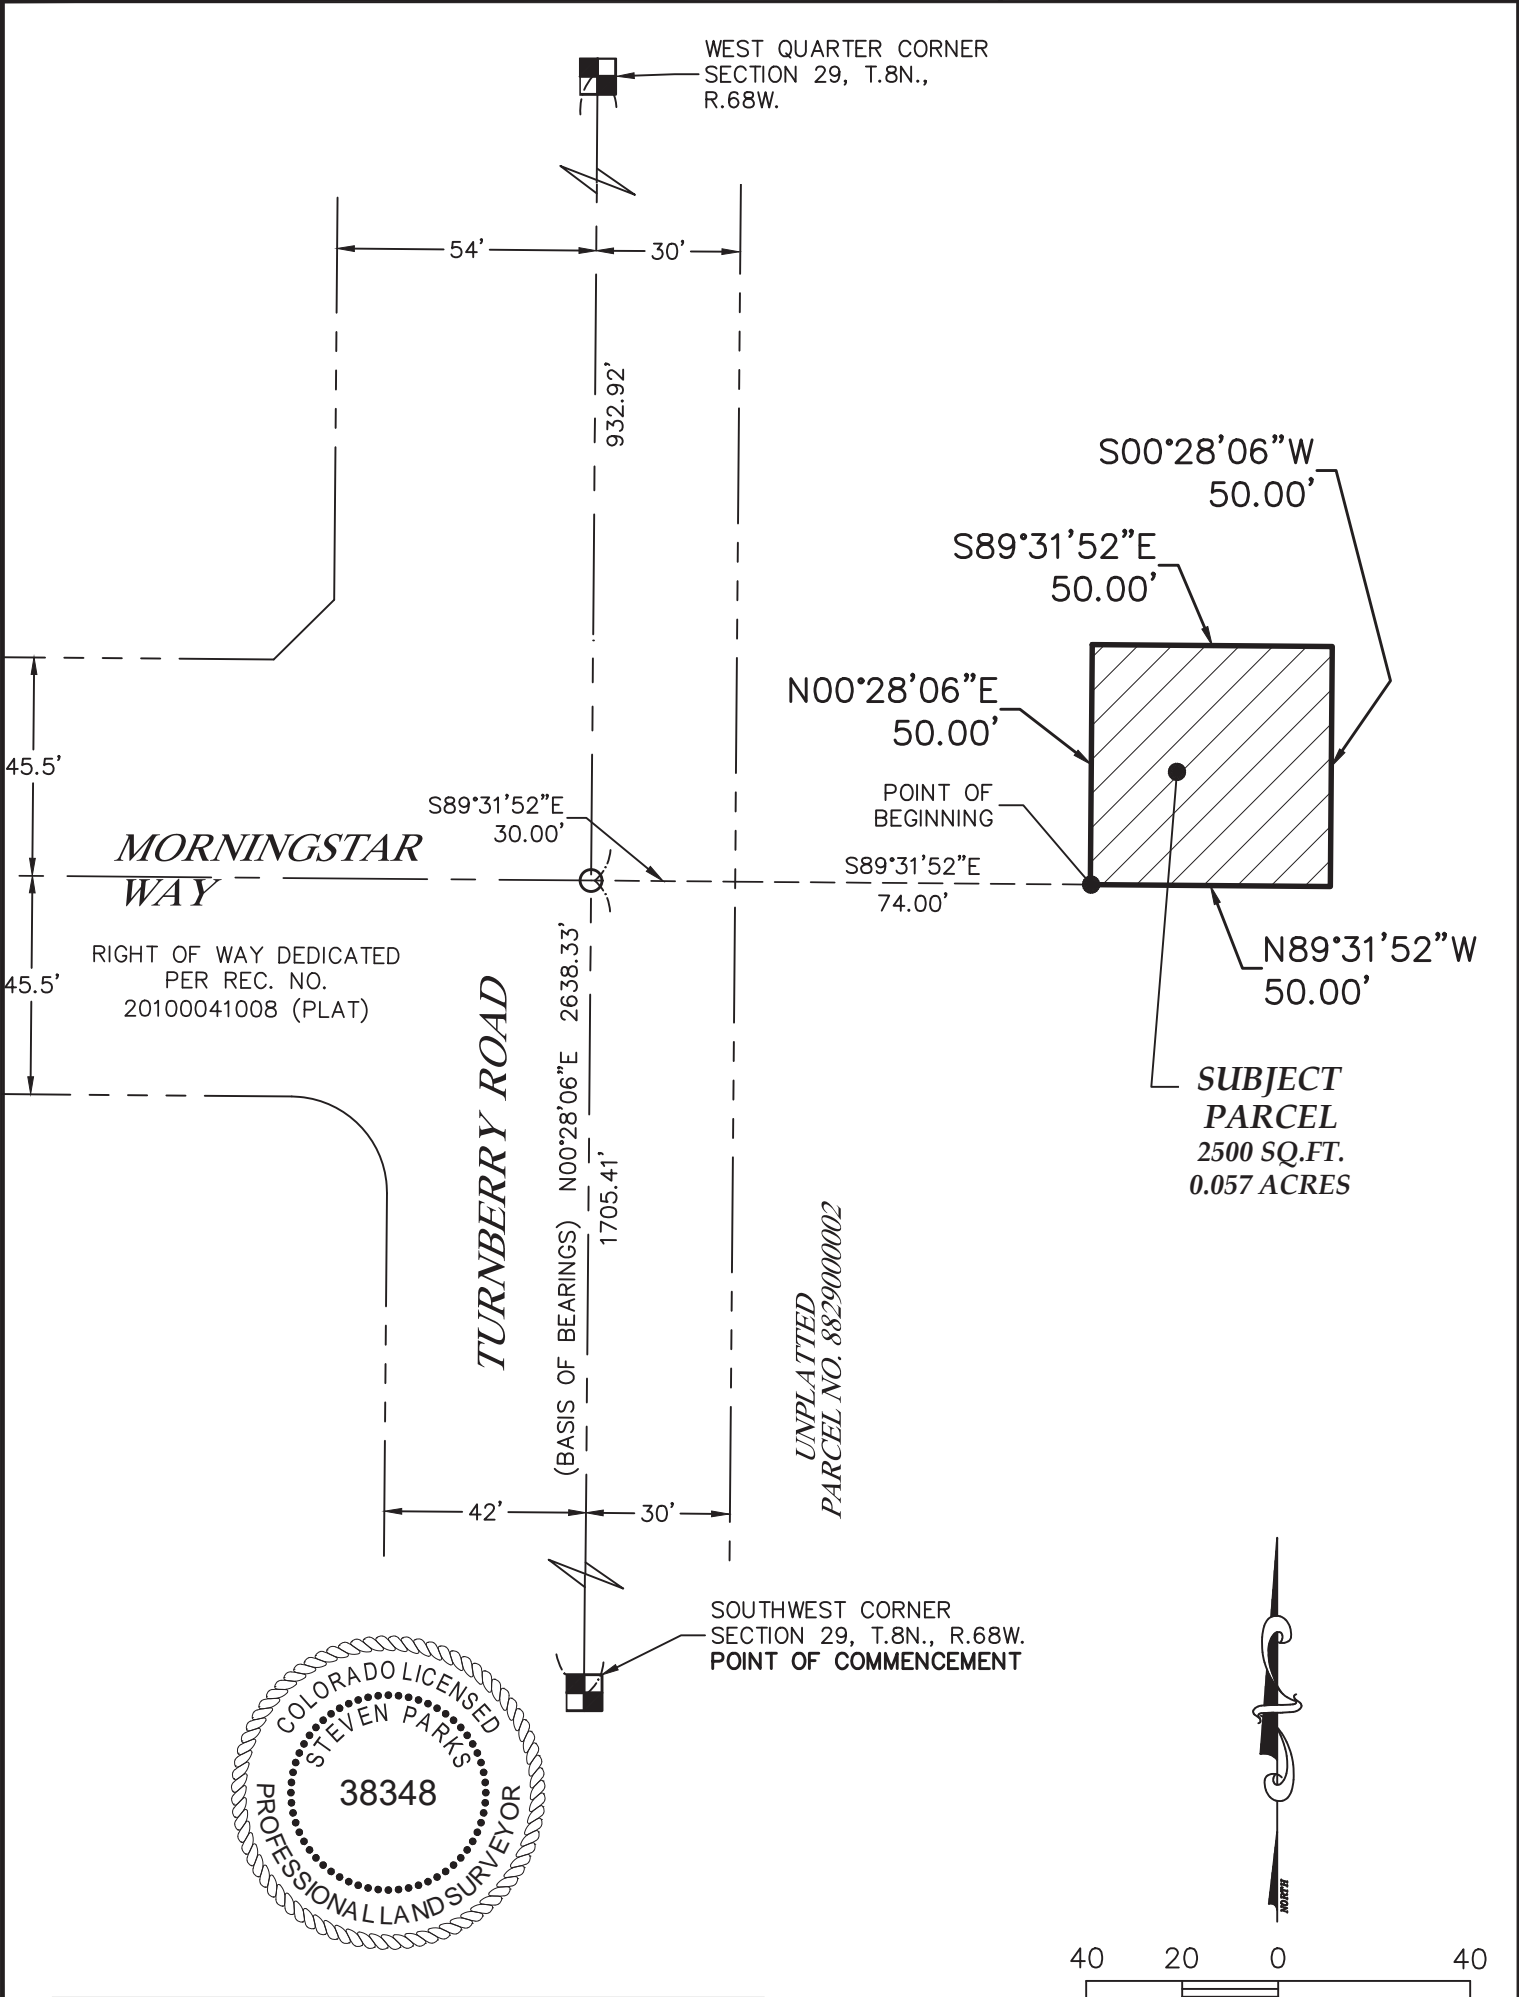 WEST QUARTER CORNER
SECTION 29, T.8N.,
R.68W.
54'
30'
932.92'
S00°28'06"W
50.00'
S89°31'52"E
50.00'
N00°28'06"E
50.00'
45.5'
POINT OF
BEGINNING
S89°31'52"E
30.00'
MORNINGSTAR
WAY
S89°31'52"E
74.00'
RIGHT OF WAY DEDICATED
PER REC. NO.
20100041008 (PLAT)
45.5'
N89°31'52"W
50.00'
TURNBERRY ROAD
(BASIS OF BEARINGS) N00°28'06"E 2638.33'
1705.41'
SUBJECT
PARCEL
2500 SQ.FT.
0.057 ACRES
UNPLATTED
PARCEL NO. 8829000002
42'
30'
SOUTHWEST CORNER
SECTION 29, T.8N., R.68W.
POINT OF COMMENCEMENT
COLORADO LICENSED
STEVEN PARKS
38348
PROFESSIONAL LAND SURVEYOR
NORTH
40 20 0 40